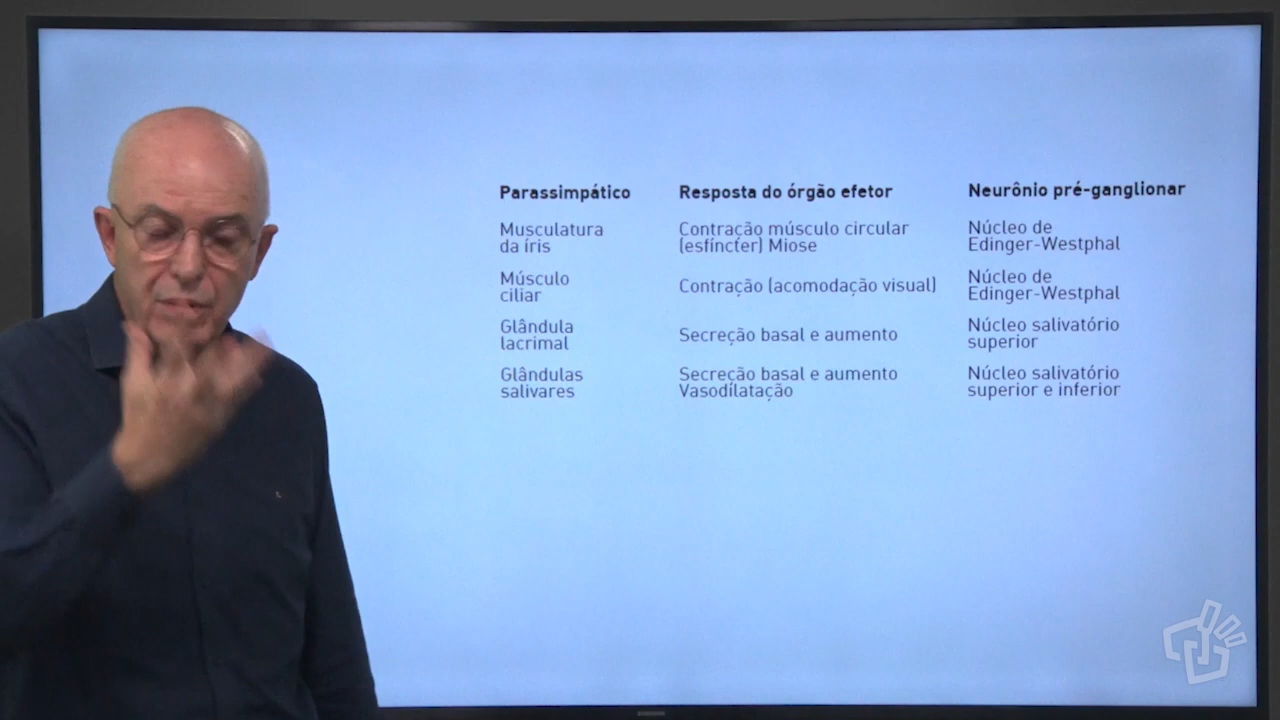 Parassimpático Resposta do órgão efetor Neurônio pré-ganglionar
Musculatura
da íris
Contração músculo circular
(esfíncter) Miose
Núcleo de
Edinger-Westphal
Músculo
ciliar
Contração (acomodação visual)
Núcleo de
Edinger-Westphal
Glândula
lacrimal
Secreção basal e aumento
Núcleo salivatório
superior
Glândulas
salivares
Secreção basal e aumento
Vasodilatação
Núcleo salivatório
superior e inferior